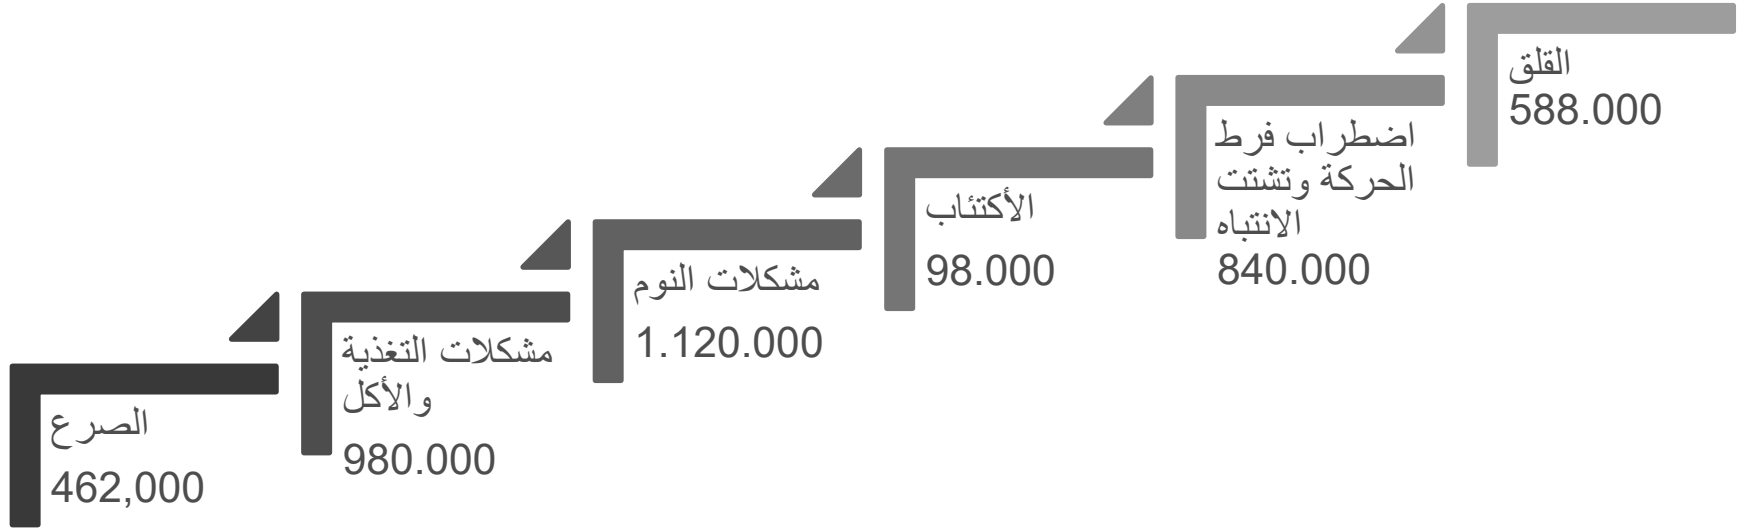 الصرع
462,000
مشكلات التغذية
والأكل
980.000
مشكلات النوم
1.120.000
الأكتئاب
98.000
اضطراب فرط
الحركة وتشتت
الانتباه
840.000
القلق
588.000